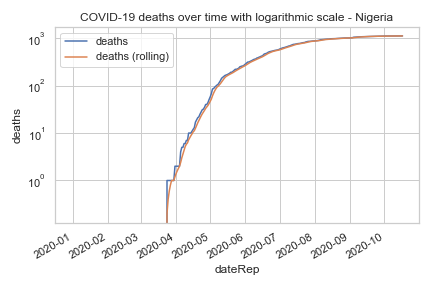 COVID-19 deaths over time with logarithmic scale - Nigeria
deaths
deaths (rolling)
10³
10²
10¹
10⁰
deaths
2020-01
2020-02
2020-03
2020-04
2020-05
2020-06
2020-07
2020-08
2020-09
2020-10
dateRep